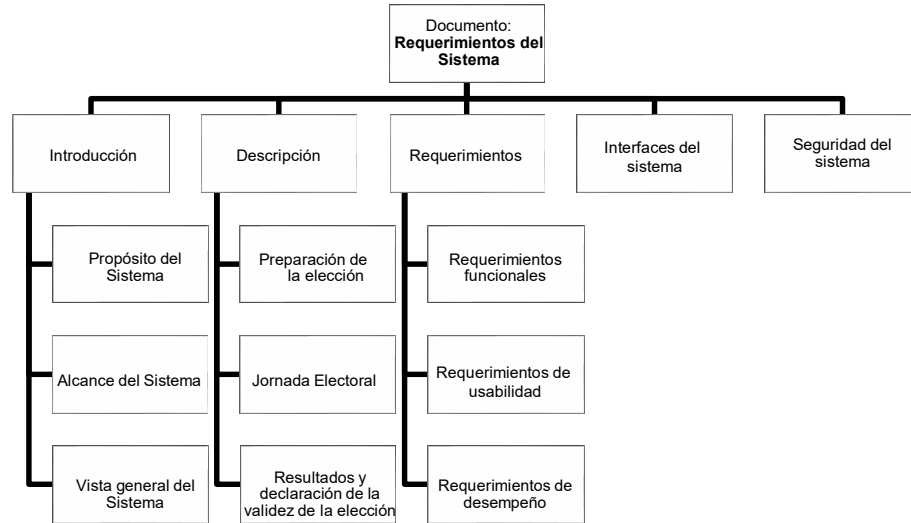 Documento:
Requerimientos del
Sistema
Introducción
Descripción
Requerimientos
Interfaces del
sistema
Seguridad del
sistema
Propósito del
Sistema
Preparación de
la elección
Requerimientos
funcionales
Alcance del Sistema
Jornada Electoral
Requerimientos de
usabilidad
Vista general del
Sistema
Resultados y
declaración de la
validez de la elección
Requerimientos de
desempeño